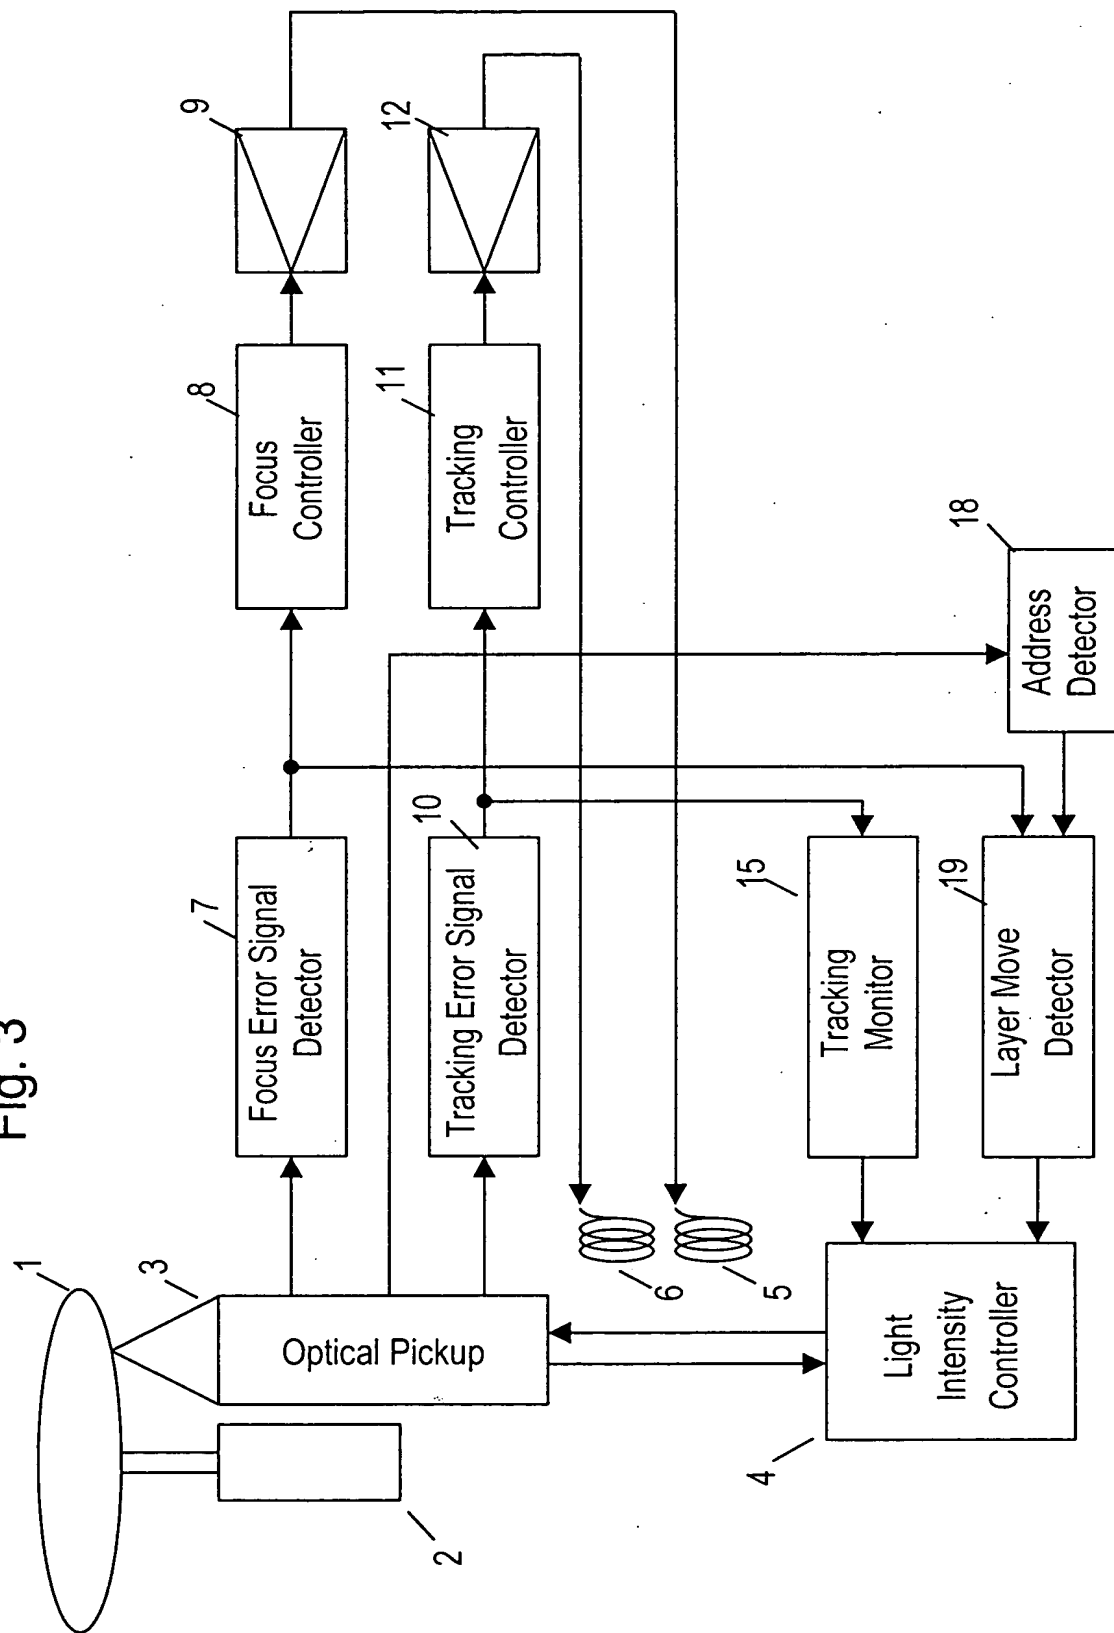 Fig. 3
1
3
Optical Pickup
2
7
Focus Error Signal
Detector
8
Focus
Controller
9
10
Tracking Error Signal
Detector
11
Tracking
Controller
12
6
5
4
Light
Intensity
Controller
15
Tracking
Monitor
19
Layer Move
Detector
18
Address
Detector